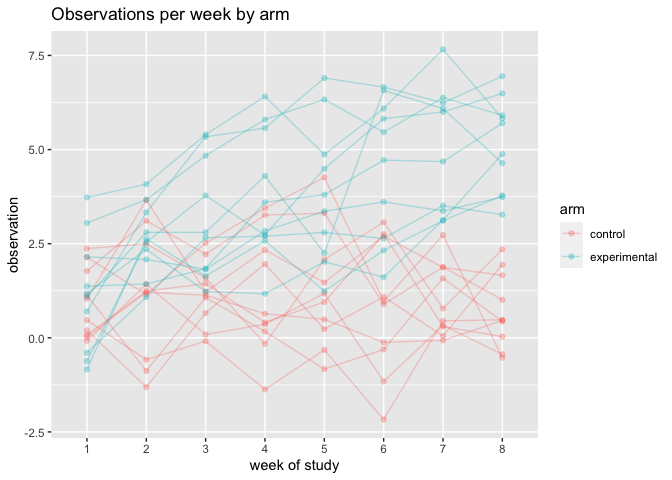 Observations per week by arm
7.5
5.0
2.5
0.0
-2.5
observation
1 2 3 4 5 6 7 8
week of study
arm
control
experimental